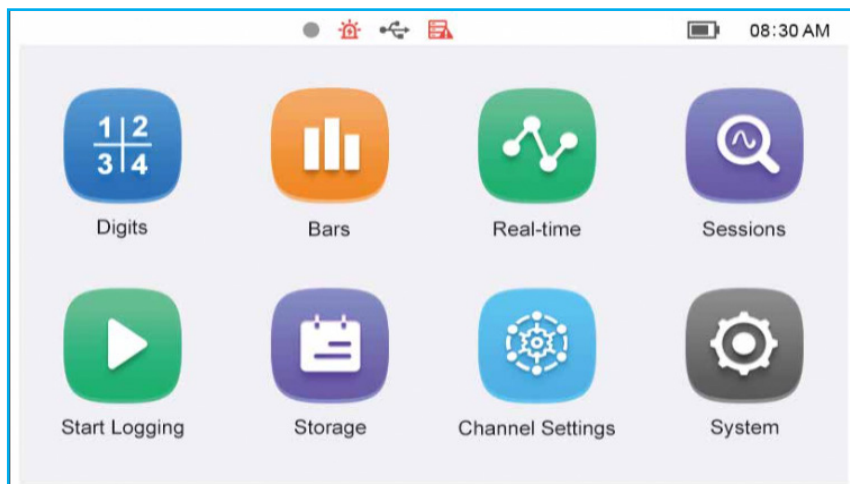 08:30 AM
1 2
3 4
Digits
Bars
Real-time
Sessions
Start Logging
Storage
Channel Settings
System